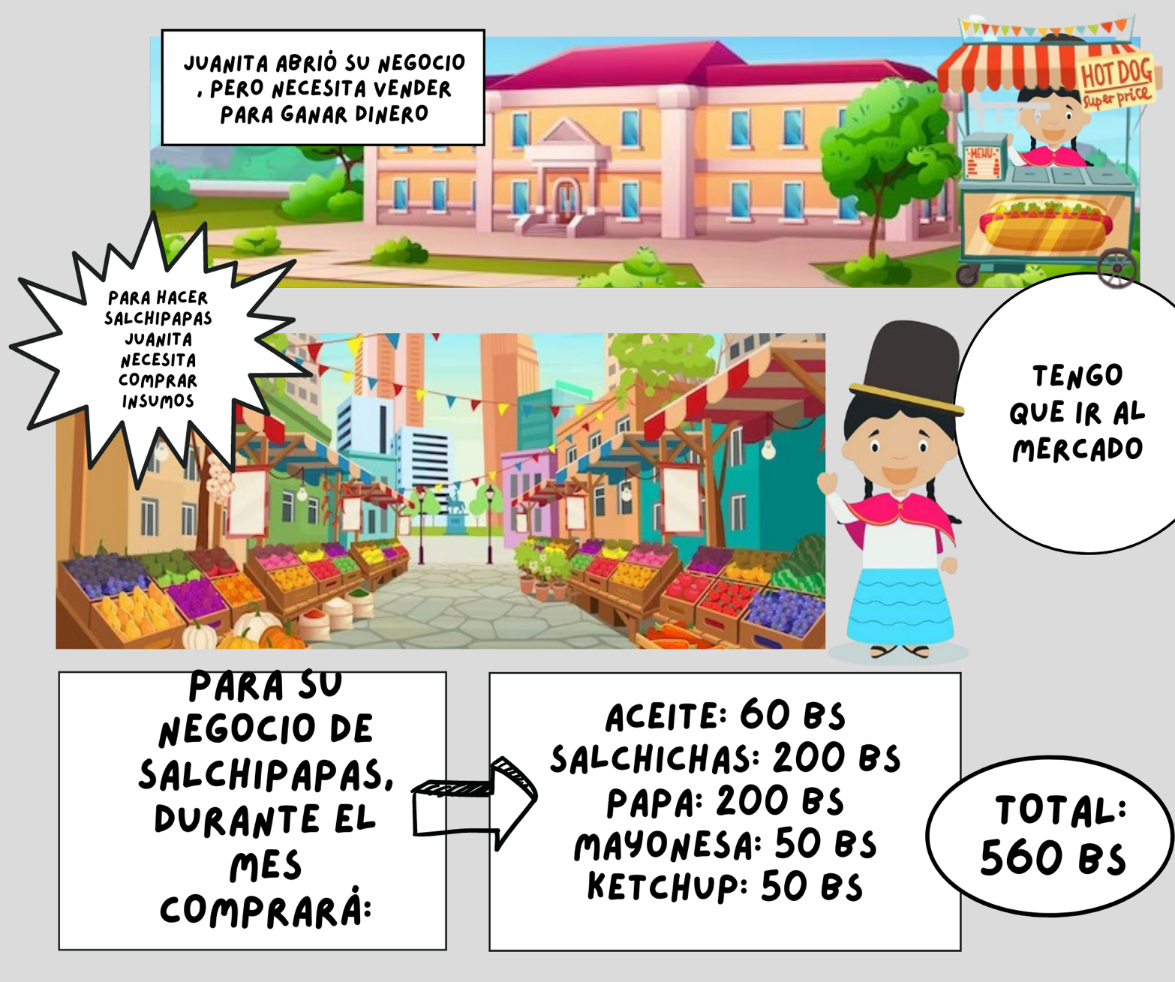 JUANITA ABRIÓ SU NEGOCIO
, PERO NECESITA VENDER
PARA GANAR DINERO
HOT DOG
Super price
MENU
PARA HACER
SALCHIPAPAS
JUANITA
NECESITA
COMPRAR
INSUMOS
TENGO
QUE IR AL
MERCADO
PARA SU
NEGOCIO DE
SALCHIPAPAS,
DURANTE EL
MES
COMPRARÁ:
ACEITE: 60 BS
SALCHICHAS: 200 BS
PAPA: 200 BS
MAYONESA: 50 BS
KETCHUP: 50 BS
TOTAL:
560 BS